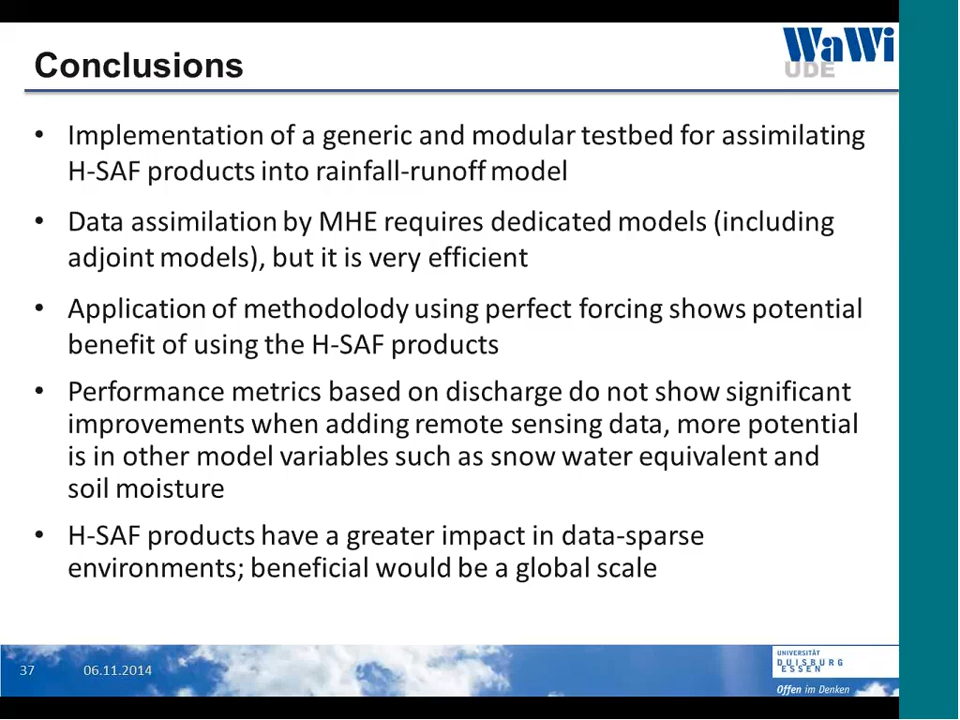 Conclusions
WaWi
UDE
• Implementation of a generic and modular testbed for assimilating
H-SAF products into rainfall-runoff model
• Data assimilation by MHE requires dedicated models (including
adjoint models), but it is very efficient
• Application of methodolody using perfect forcing shows potential
benefit of using the H-SAF products
• Performance metrics based on discharge do not show significant
improvements when adding remote sensing data, more potential
is in other model variables such as snow water equivalent and
soil moisture
• H-SAF products have a greater impact in data-sparse
environments; beneficial would be a global scale
37 06.11.2014
UNIVERSITÄT
DUISBURG
ESSEN
Offen im Denken